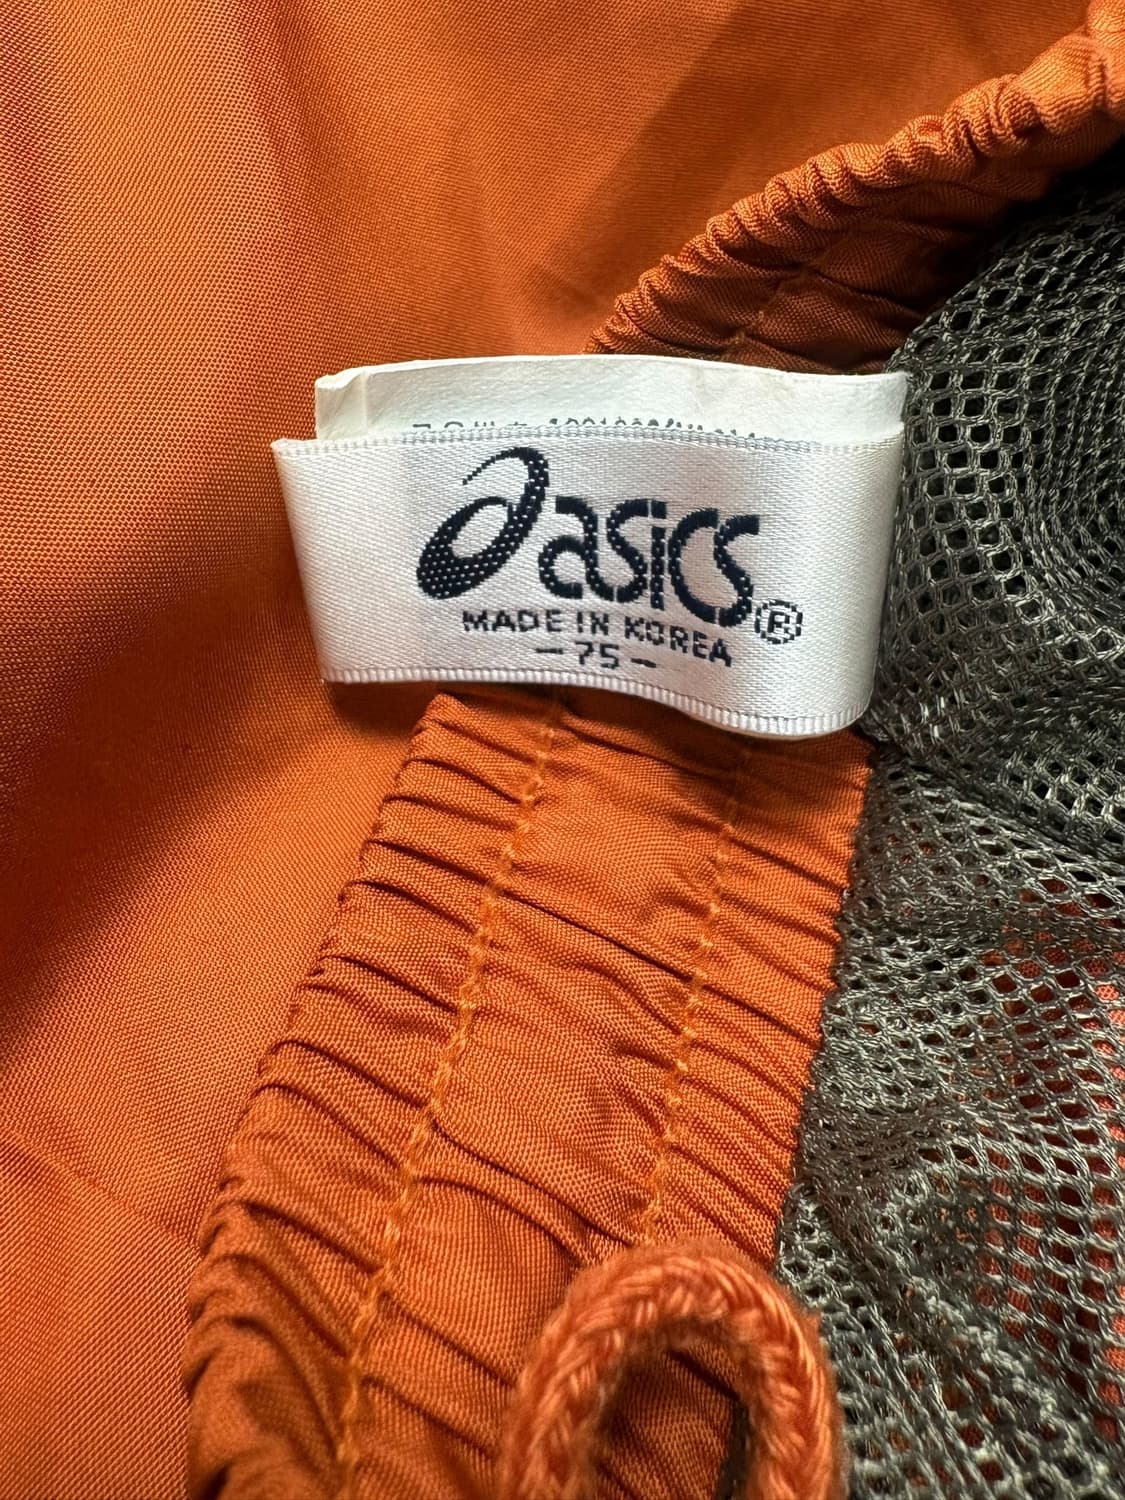 asics®
MADE IN KOREA
-75-